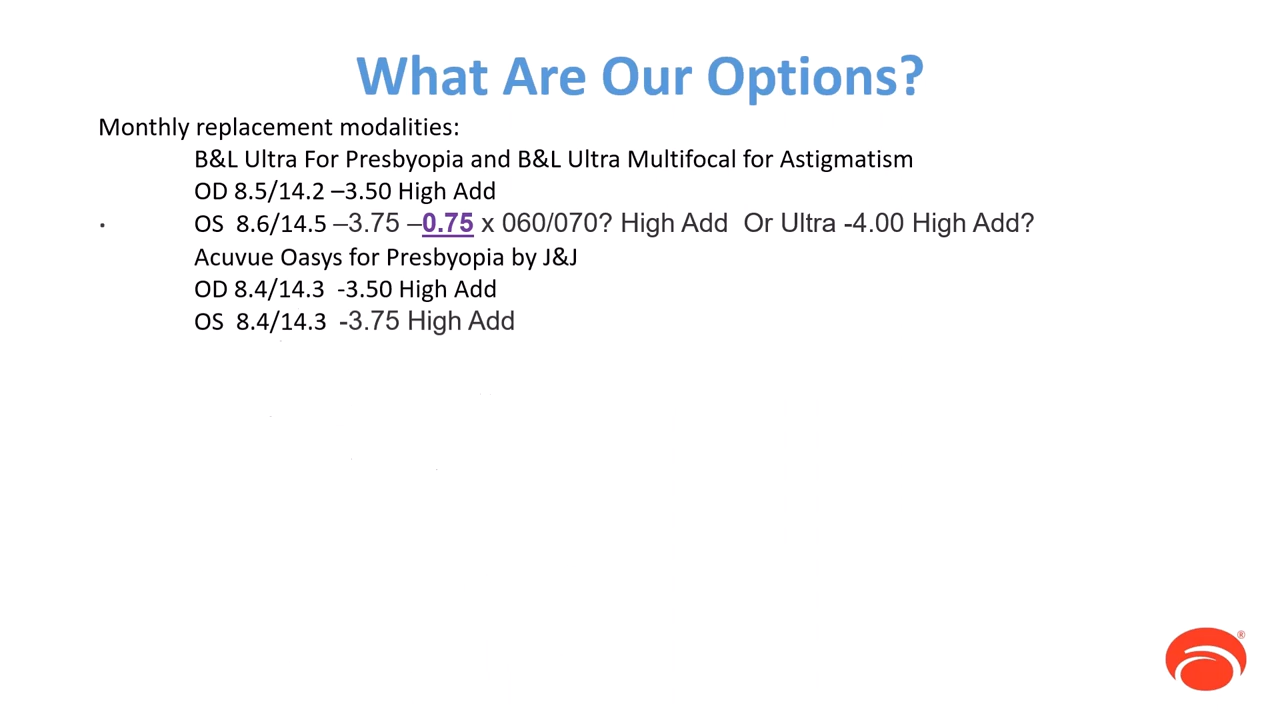 What Are Our Options?
Monthly replacement modalities:
B&L Ultra For Presbyopia and B&L Ultra Multifocal for Astigmatism
OD 8.5/14.2 –3.50 High Add
· OS 8.6/14.5 –3.75 –0.75 x 060/070? High Add Or Ultra -4.00 High Add?
Acuvue Oasys for Presbyopia by J&J
OD 8.4/14.3 -3.50 High Add
OS 8.4/14.3 -3.75 High Add
®